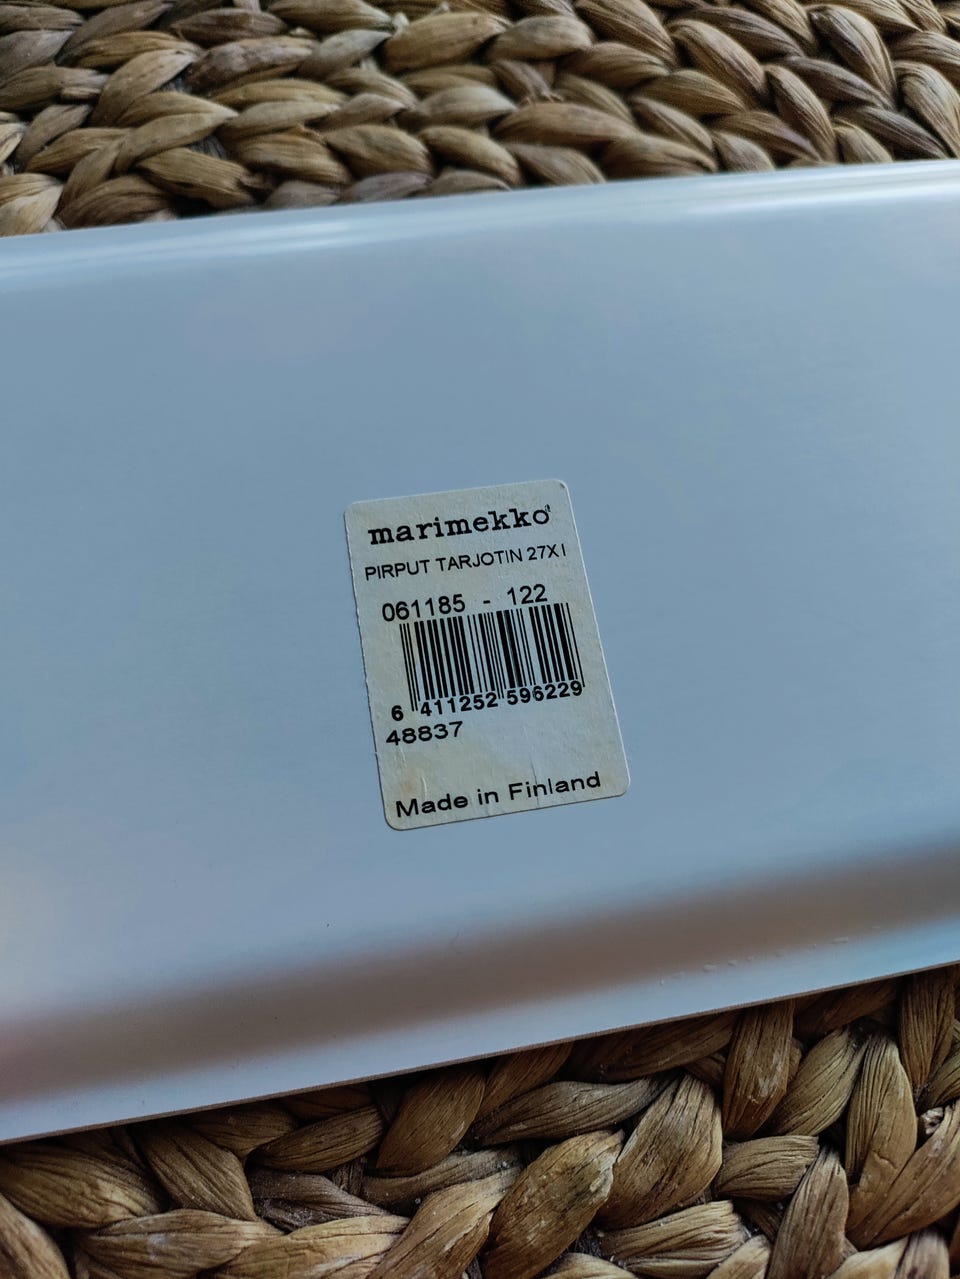 marimekko
PIRPUT TARJOTIN 27X1
061185 - 122
6 411252 596229
48837
Made in Finland